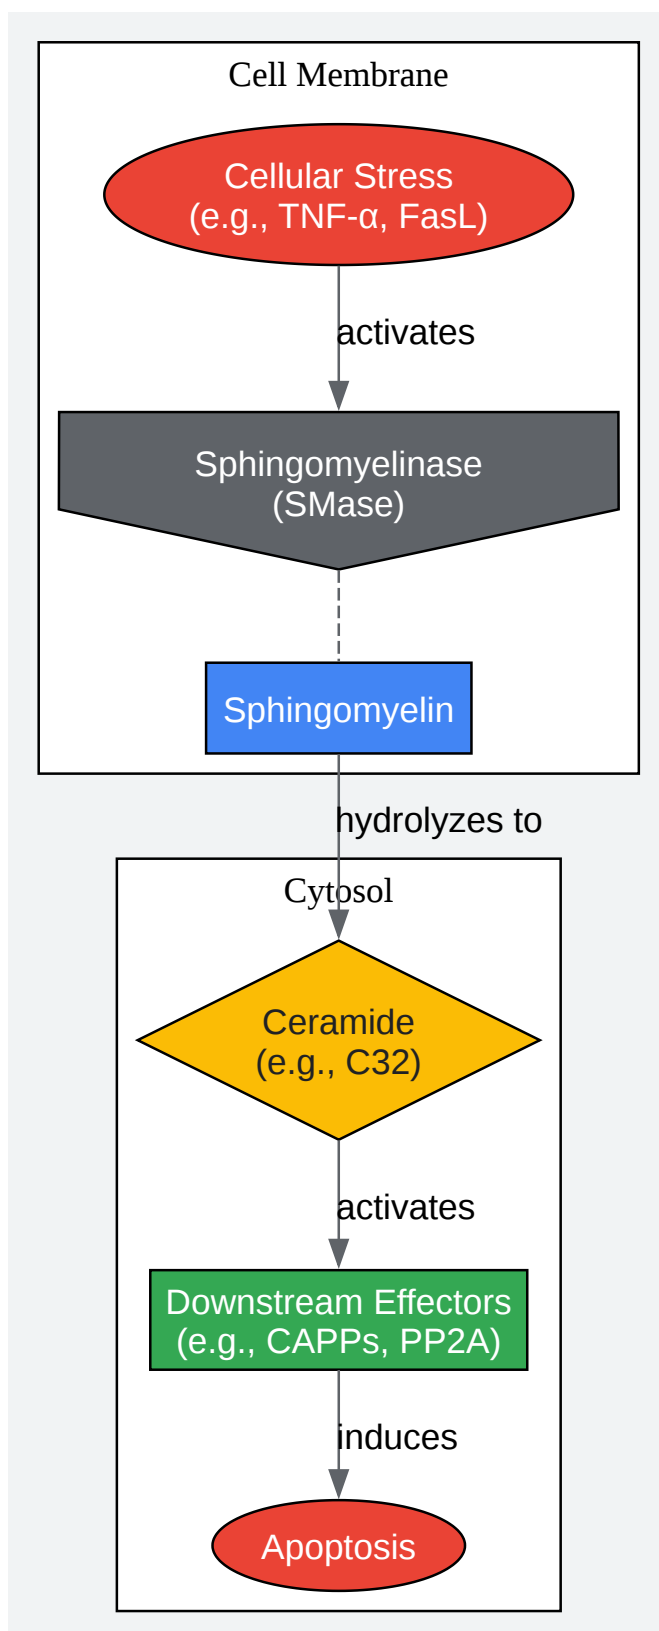 Cell Membrane
Cellular Stress
(e.g., TNF-α, FasL)
activates
Sphingomyelinase
(SMase)
Sphingomyelin
hydrolyzes to
Cytosol
Ceramide
(e.g., C32)
activates
Downstream Effectors
(e.g., CAPPs, PP2A)
induces
Apoptosis